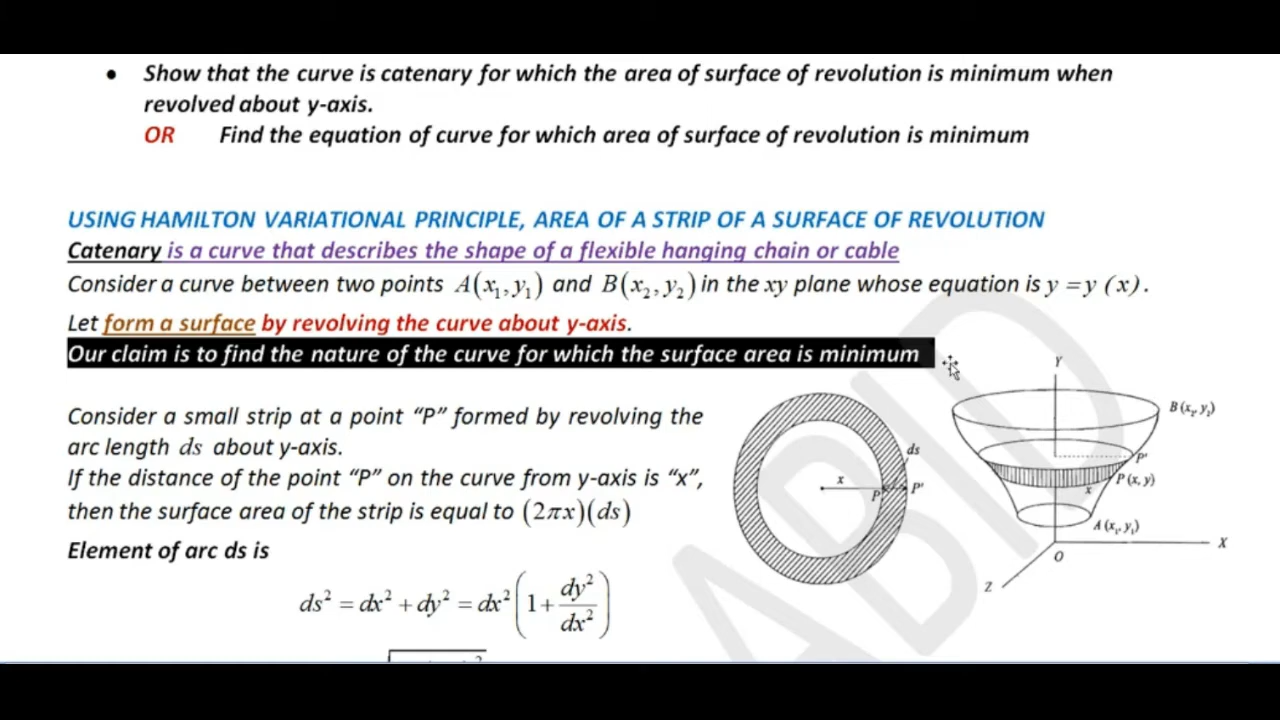 • Show that the curve is catenary for which the area of surface of revolution is minimum when
revolved about y-axis.
OR Find the equation of curve for which area of surface of revolution is minimum
USING HAMILTON VARIATIONAL PRINCIPLE, AREA OF A STRIP OF A SURFACE OF REVOLUTION
Catenary is a curve that describes the shape of a flexible hanging chain or cable
Consider a curve between two points A(x₁, y₁) and B(x₂, y₂) in the xy plane whose equation is y = y (x).
Let form a surface by revolving the curve about y-axis.
Our claim is to find the nature of the curve for which the surface area is minimum
Consider a small strip at a point “P” formed by revolving the
arc length ds about y-axis.
If the distance of the point “P” on the curve from y-axis is “x”,
then the surface area of the strip is equal to (2πx)(ds)
Element of arc ds is
ds² = dx² + dy² = dx² (1 + dy²/dx²)
ds
x
P
P'
Y
B (x₂, y₂)
P'
P (x, y)
x
A (x₁, y₁)
X
O
Z
ABID